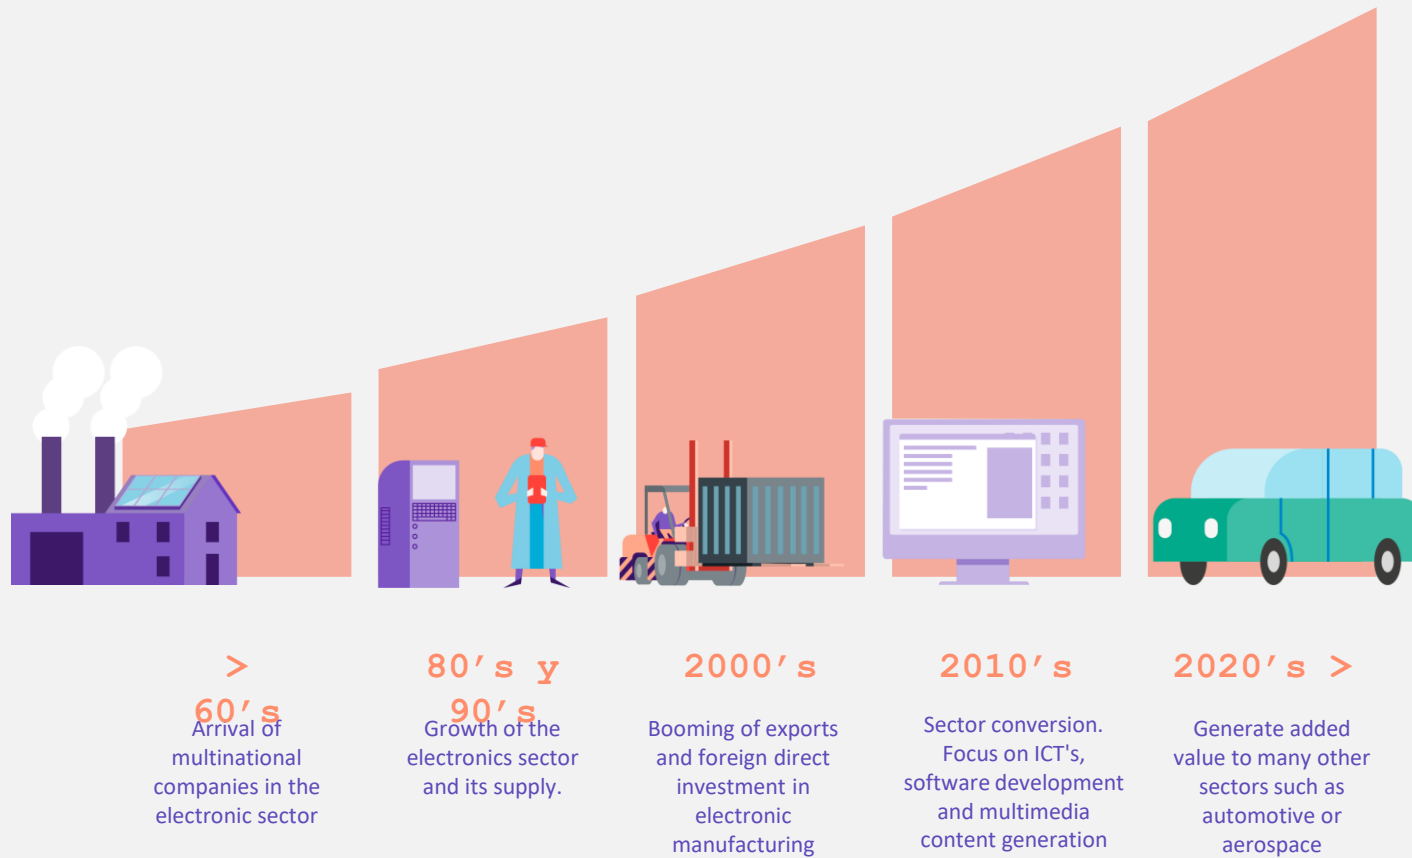 >
60's
Arrival of
multinational
companies in the
electronic sector
80's y
90's
Growth of the
electronics sector
and its supply.
2000's
Booming of exports
and foreign direct
investment in
electronic
manufacturing
2010's
Sector conversion.
Focus on ICT's,
software development
and multimedia
content generation
2020's >
Generate added
value to many other
sectors such as
automotive or
aerospace